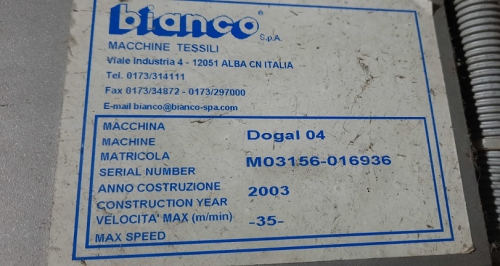 bianco S.p.A.
MACCHINE TESSILI
Viale Industria 4 - 12051 ALBA CN ITALIA
Tel. 0173/314111
Fax 0173/34872 - 0173/297000
E-mail bianco@bianco-spa.com
MACCHINA
MACHINE Dogal 04
MATRICOLA
SERIAL NUMBER M03156-016936
ANNO COSTRUZIONE
CONSTRUCTION YEAR 2003
VELOCITA' MAX (m/min)
MAX SPEED -35-